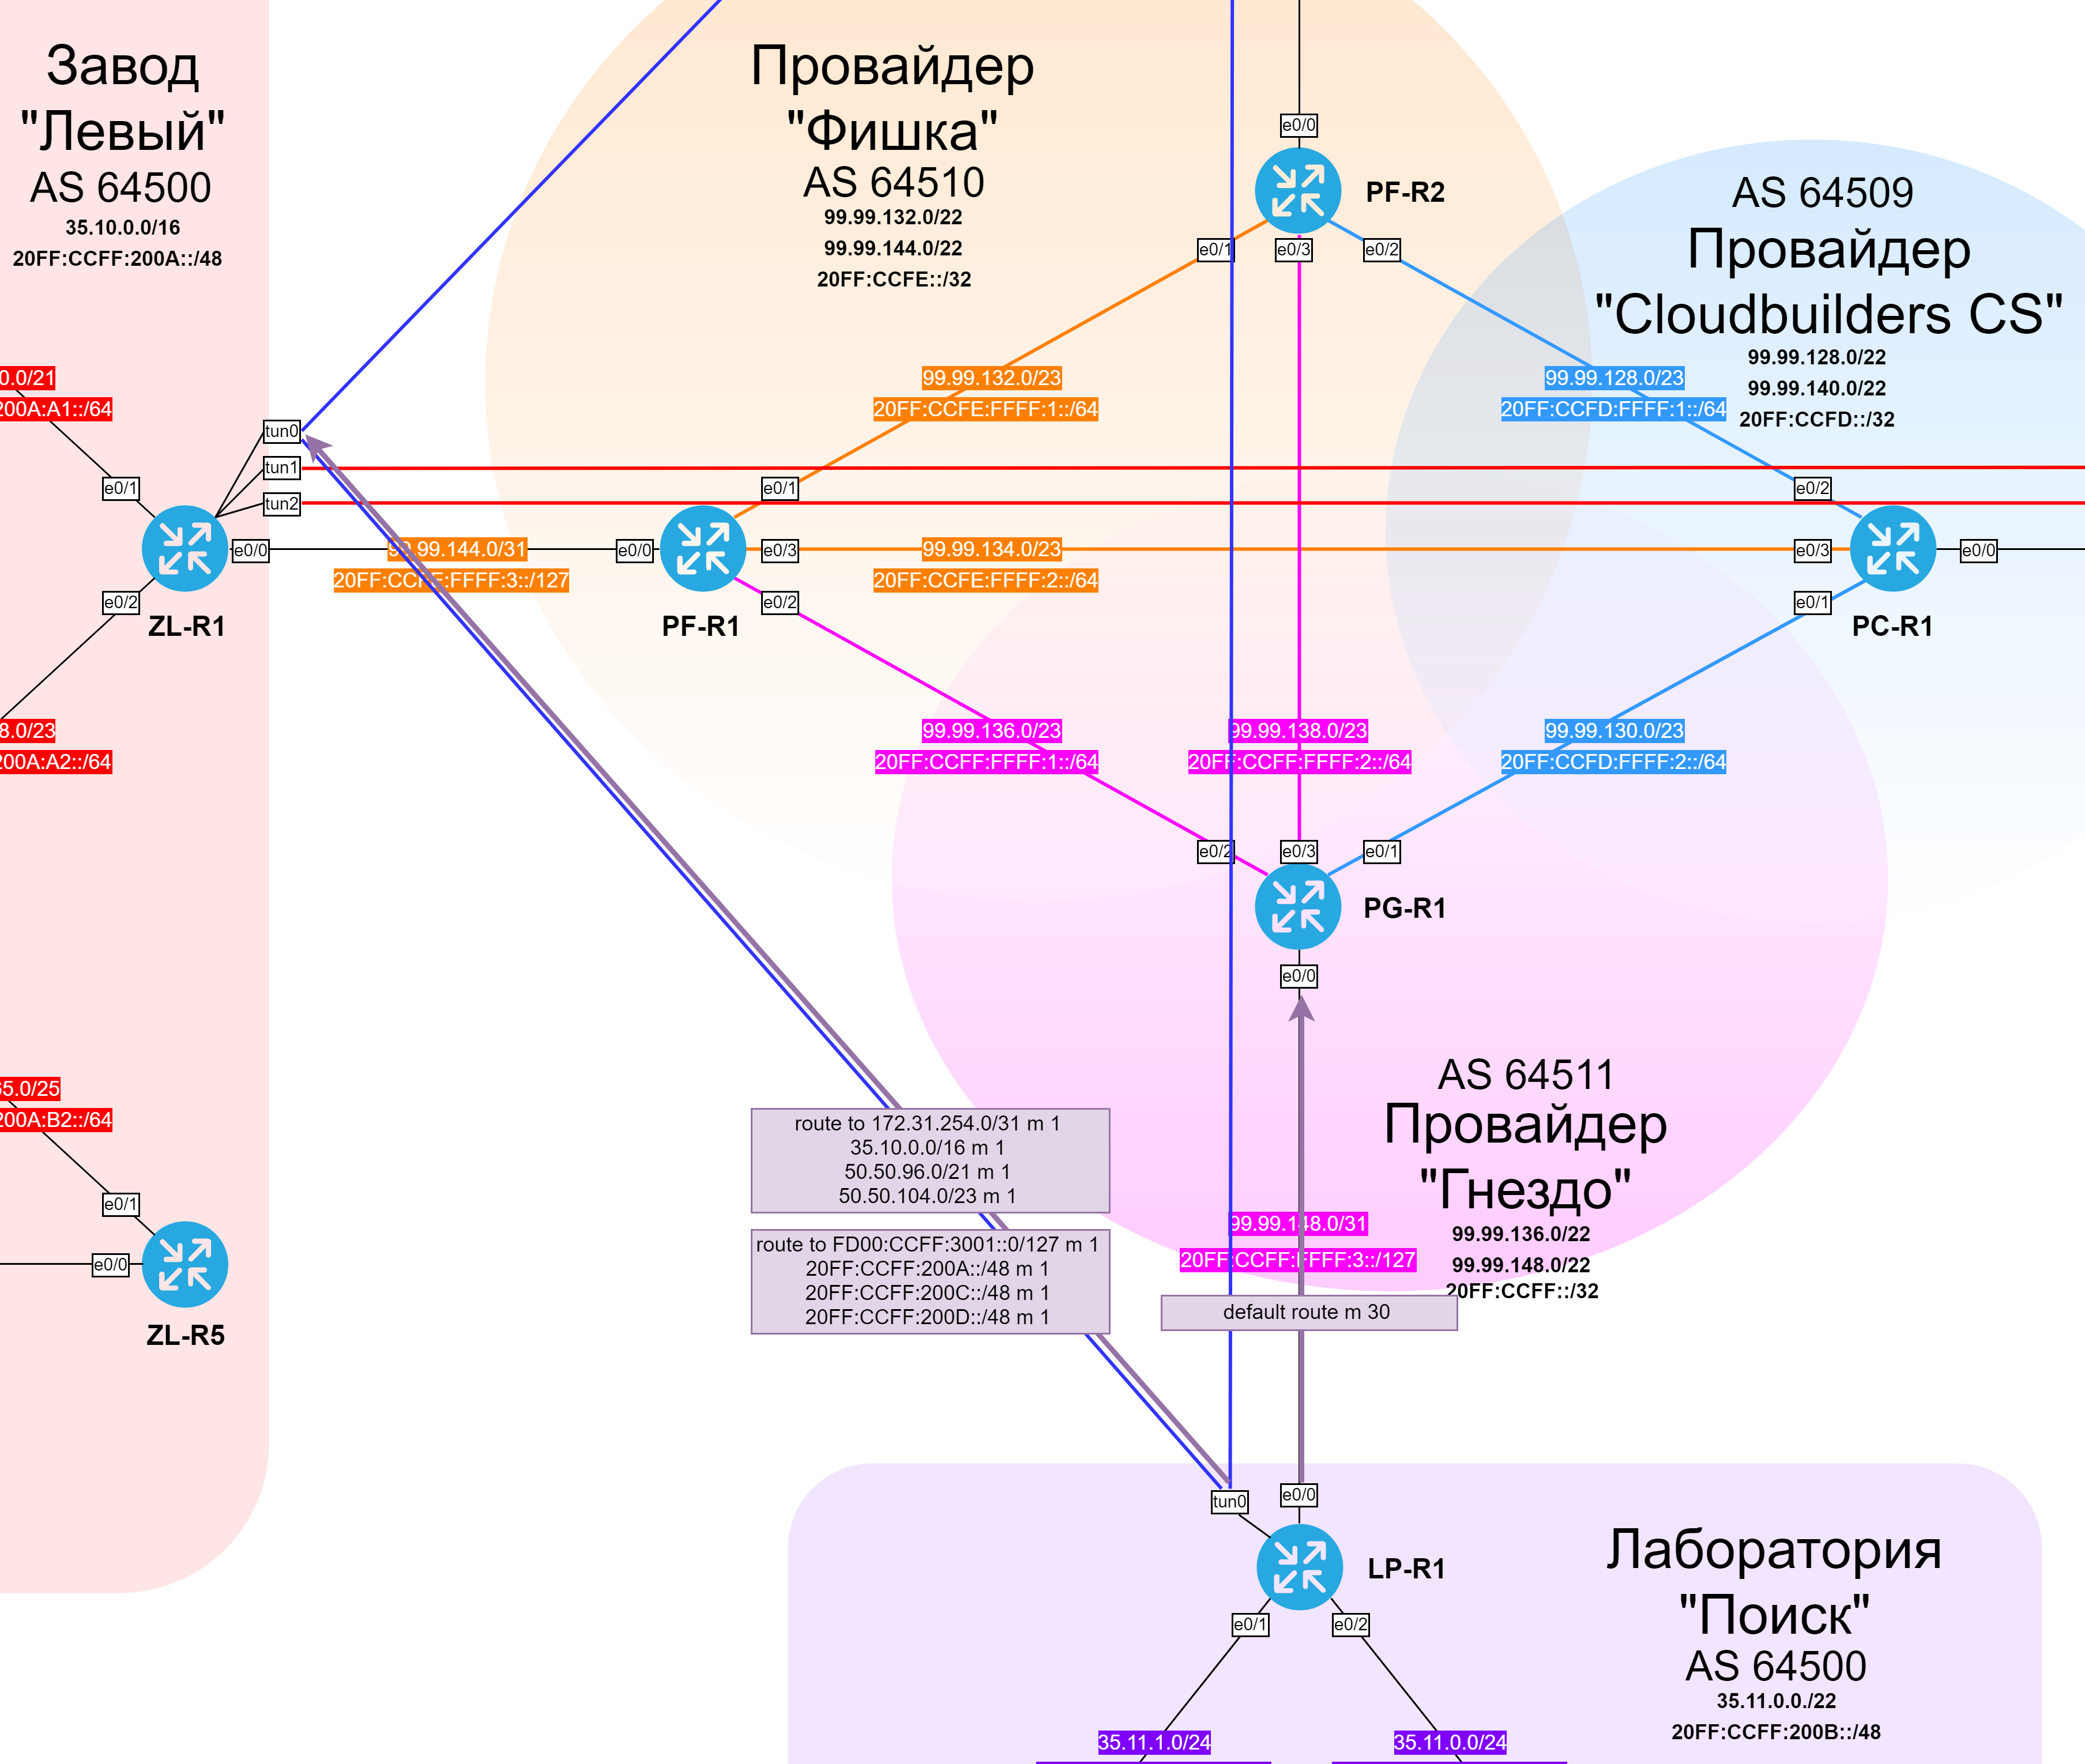 Завод
"Левый"
AS 64500
35.10.0.0/16
20FF:CCFF:200A::/48
Провайдер
"Фишка"
AS 64510
99.99.132.0/22
99.99.144.0/22
20FF:CCFE::/32
e0/0
PF-R2
e0/1
e0/3
e0/2
AS 64509
Провайдер
"Cloudbuilders CS"
99.99.128.0/22
99.99.140.0/22
20FF:CCFD::/32
0.0/21
200A:A1::/64
99.99.132.0/23
20FF:CCFE:FFFF:1::/64
99.99.128.0/23
20FF:CCFD:FFFF:1::/64
tun0
tun1
tun2
e0/1
e0/1
e0/2
e0/0
99.99.144.0/31
20FF:CCFE:FFFF:3::/127
e0/0
e0/3
99.99.134.0/23
20FF:CCFE:FFFF:2::/64
e0/3
e0/0
e0/2
ZL-R1
PF-R1
e0/2
e0/1
PC-R1
8.0/23
200A:A2::/64
99.99.136.0/23
20FF:CCFF:FFFF:1::/64
99.99.138.0/23
20FF:CCFF:FFFF:2::/64
99.99.130.0/23
20FF:CCFD:FFFF:2::/64
e0/2
e0/3
e0/1
PG-R1
e0/0
65.0/25
200A:B2::/64
AS 64511
Провайдер
"Гнездо"
99.99.136.0/22
99.99.148.0/22
20FF:CCFF::/32
route to 172.31.254.0/31 m 1
35.10.0.0/16 m 1
50.50.96.0/21 m 1
50.50.104.0/23 m 1
route to FD00:CCFF:3001::0/127 m 1
20FF:CCFF:200A::/48 m 1
20FF:CCFF:200C::/48 m 1
20FF:CCFF:200D::/48 m 1
99.99.148.0/31
20FF:CCFF:FFFF:3::/127
default route m 30
e0/1
e0/0
ZL-R5
tun0
e0/0
LP-R1
e0/1
e0/2
Лаборатория
"Поиск"
AS 64500
35.11.0.0./22
20FF:CCFF:200B::/48
35.11.1.0/24
35.11.0.0/24